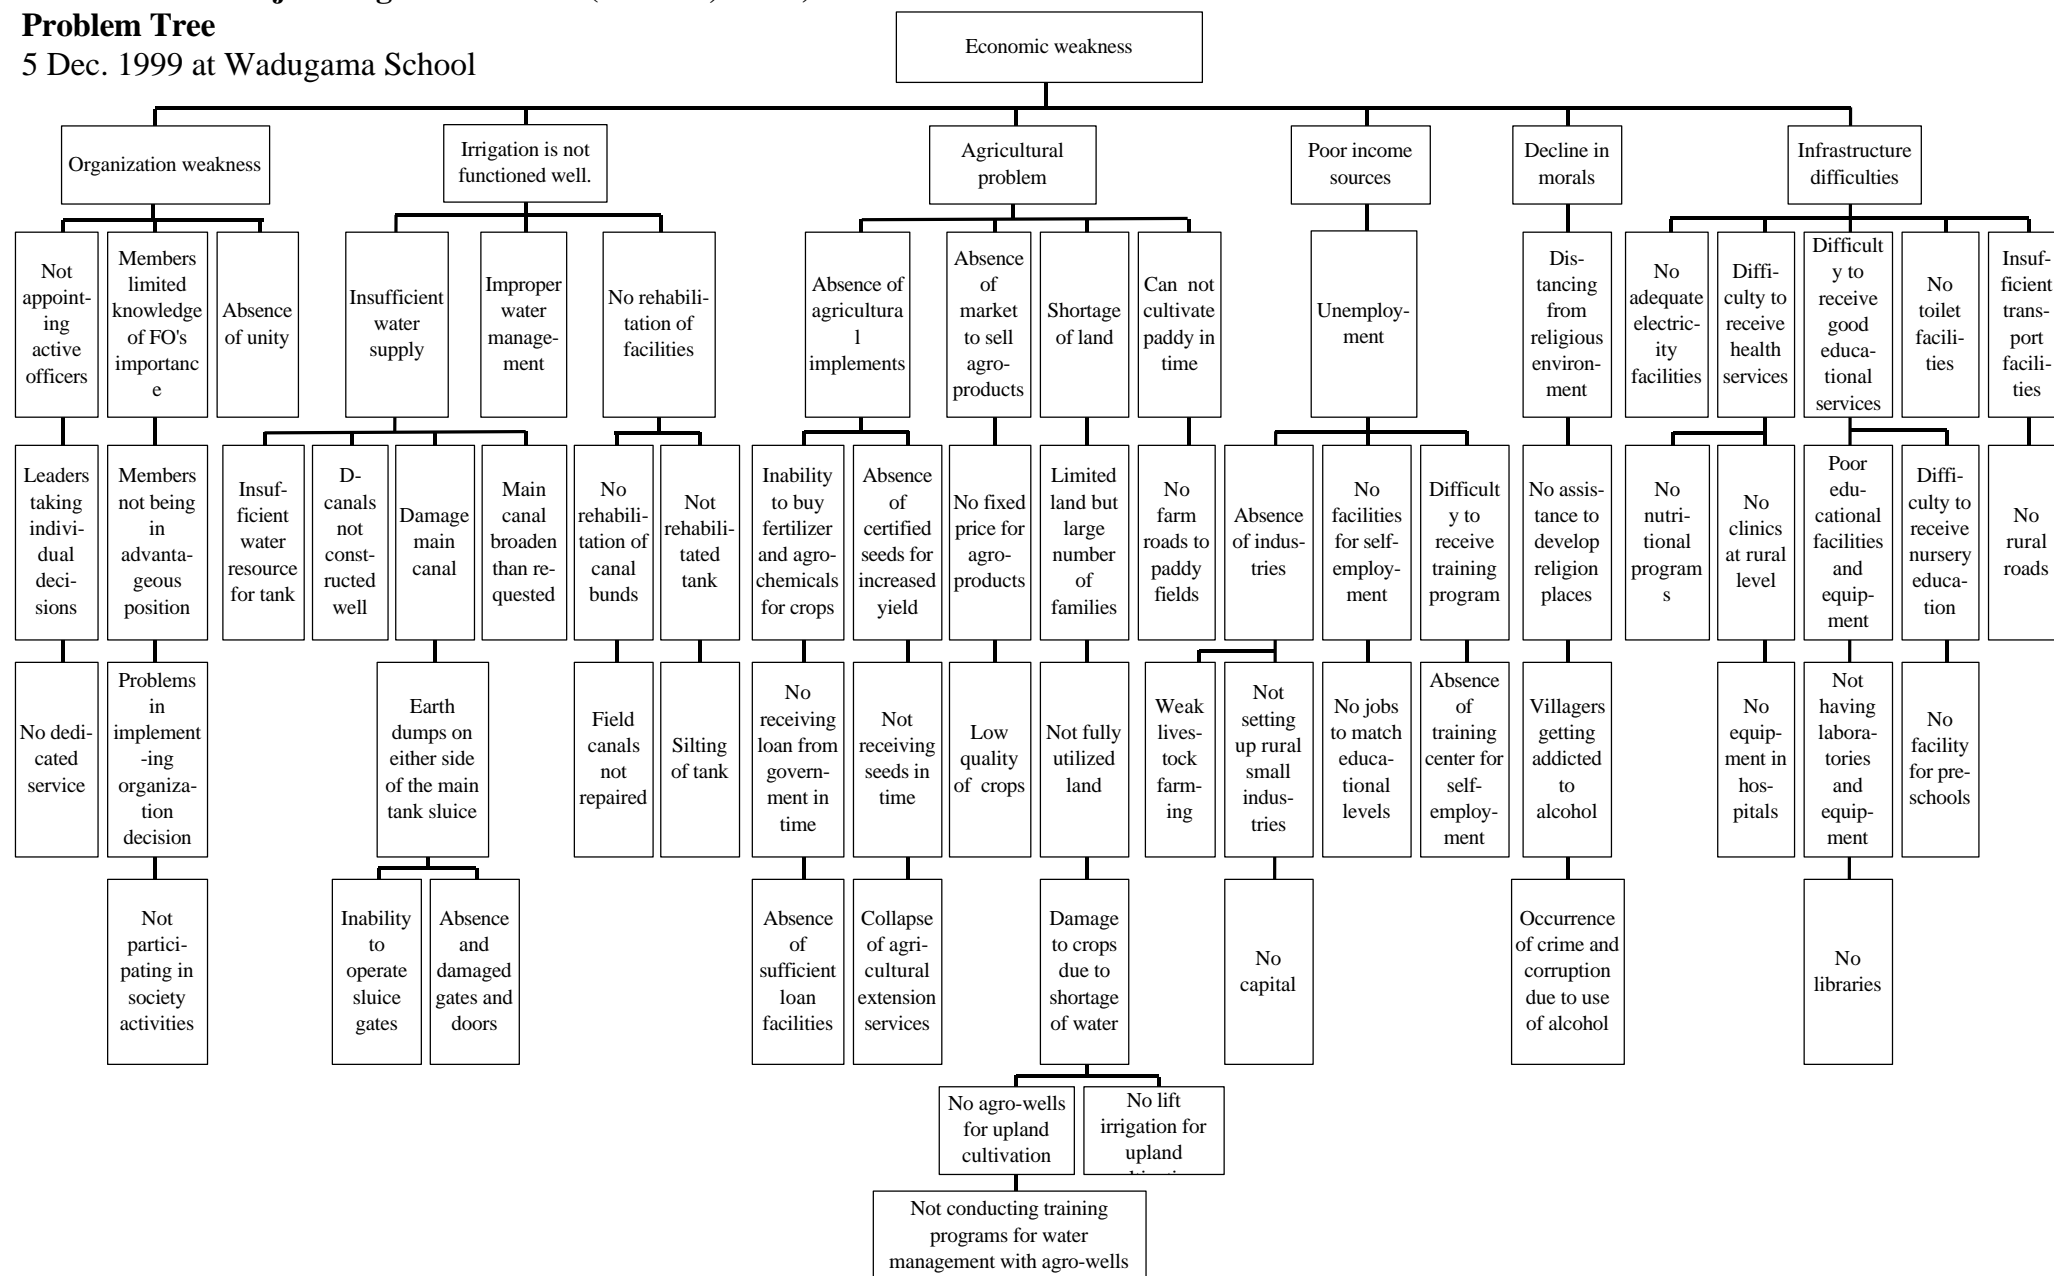 Problem Tree
5 Dec. 1999 at Wadugama School
Economic weakness
Organization weakness
Irrigation is not
functioned well.
Agricultural
problem
Poor income
sources
Decline in
morals
Infrastructure
difficulties
Not
appoint-
ing
active
officers
Members
limited
knowledge
of FO's
importanc
e
Absence
of unity
Insufficient
water
supply
Improper
water
manage-
ment
No rehabili-
tation of
facilities
Absence of
agricultura
l
implements
Absence
of
market
to sell
agro-
products
Shortage
of land
Can not
cultivate
paddy in
time
Unemploy-
ment
Dis-
tancing
from
religious
environ-
ment
No
adequate
electric-
ity
facilities
Diffi-
culty to
receive
health
services
Difficult
y to
receive
good
educa-
tional
services
No
toilet
facili-
ties
Insuf-
ficient
trans-
port
facili-
ties
Leaders
taking
indivi-
dual
deci-
sions
Members
not being
in
advanta-
geous
position
Insuf-
ficient
water
resource
for tank
D-
canals
not
const-
ructed
well
Damage
main
canal
Main
canal
broaden
than re-
quested
No
rehabili-
tation of
canal
bunds
Not
rehabili-
tated
tank
Inability
to buy
fertilizer
and agro-
chemicals
for crops
Absence
of
certified
seeds for
increased
yield
No fixed
price for
agro-
products
Limited
land but
large
number
of
families
No
farm
roads to
paddy
fields
Absence
of indus-
tries
No
facilities
for self-
employ-
ment
Difficult
y to
receive
training
program
No assis-
tance to
develop
religion
places
No
nutri-
tional
program
s
No
clinics
at rural
level
Poor
edu-
cational
facilities
and
equip-
ment
Diffi-
culty to
receive
nursery
educa-
tion
No
rural
roads
No dedi-
cated
service
Problems
in
implement
-ing
organiza-
tion
decision
Earth
dumps on
either side
of the main
tank sluice
Field
canals
not
repaired
Silting
of tank
No
receiving
loan from
govern-
ment in
time
Not
receiving
seeds in
time
Low
quality
of crops
Not fully
utilized
land
Weak
lives-
tock
farm-
ing
Not
setting
up rural
small
indus-
tries
No jobs
to match
educa-
tional
levels
Absence
of
training
center for
self-
employ-
ment
Villagers
getting
addicted
to
alcohol
No
equip-
ment in
hos-
pitals
Not
having
labora-
tories
and
equip-
ment
No
facility
for pre-
schools
Not
partici-
pating in
society
activities
Inability
to
operate
sluice
gates
Absence
and
damaged
gates and
doors
Absence
of
sufficient
loan
facilities
Collapse
of agri-
cultural
extension
services
Damage
to crops
due to
shortage
of water
No
capital
Occurrence
of crime and
corruption
due to use
of alcohol
No
libraries
No agro-wells
for upland
cultivation
No lift
irrigation for
upland
Not conducting training
programs for water
management with agro-wells